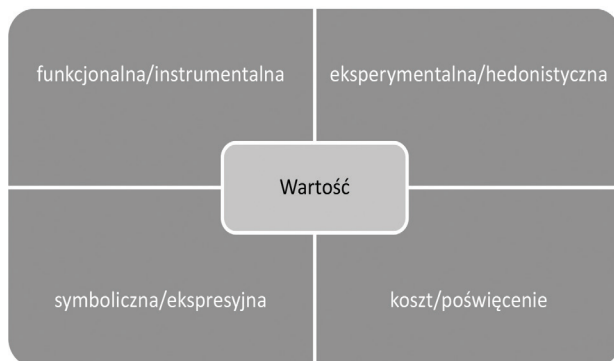 funkcjonalna/instrumentalna
eksperymentalna/hedonistyczna
Wartość
symboliczna/ekspresyjna
koszt/poświęcenie